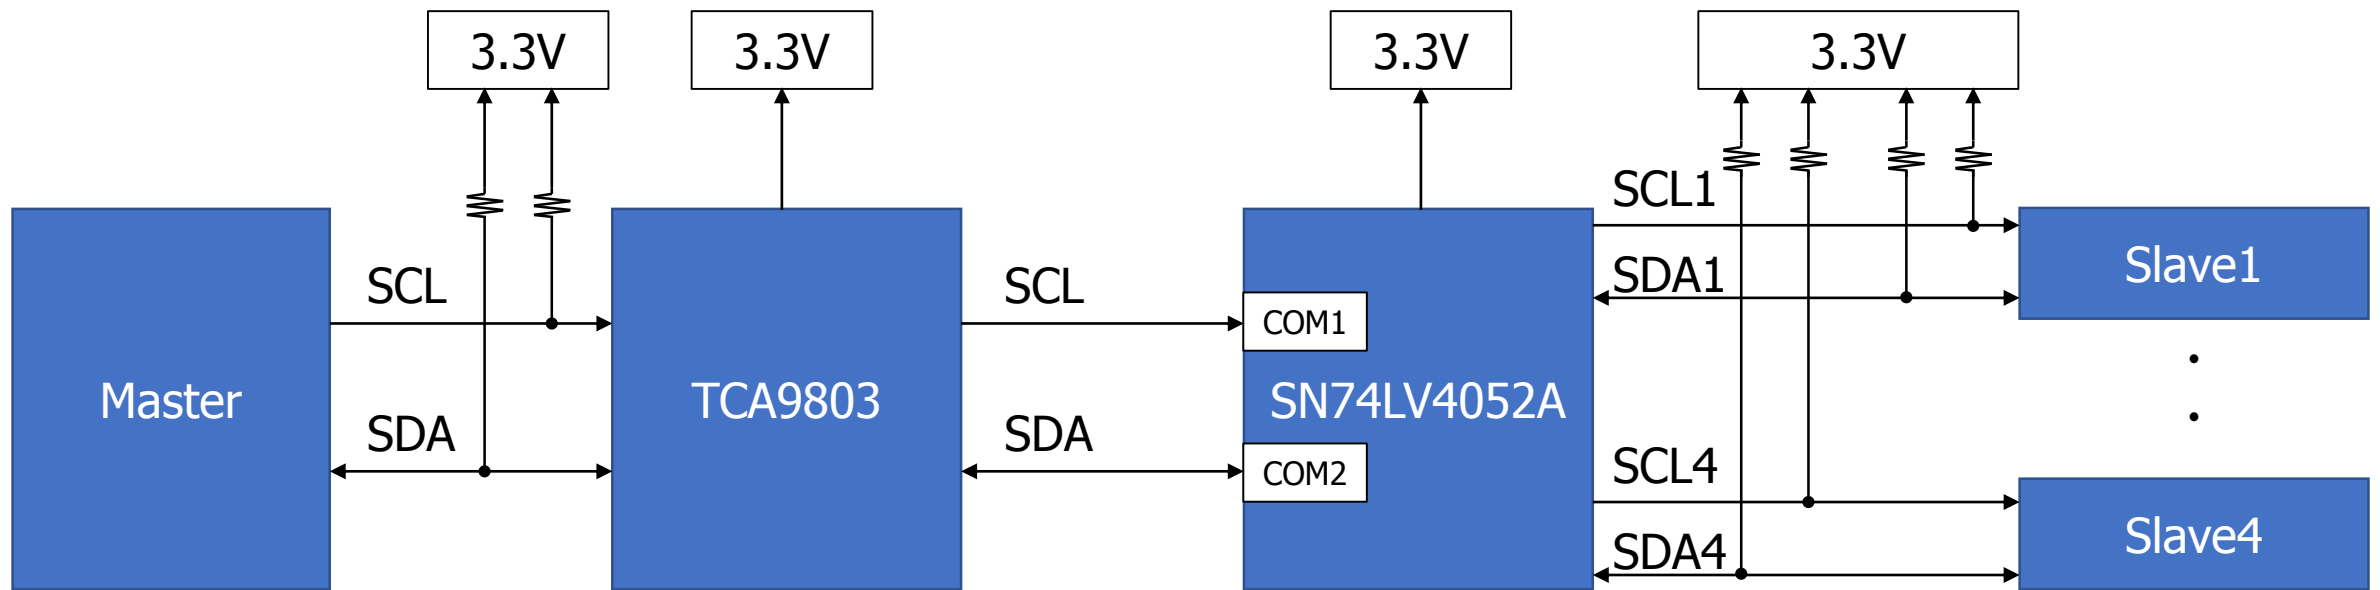 3.3V
3.3V
3.3V
3.3V
SCL1
SCL
SCL
SDA1
Slave1
COM1
Master
TCA9803
SN74LV4052A
SDA
SDA
COM2
SCL4
SDA4
Slave4